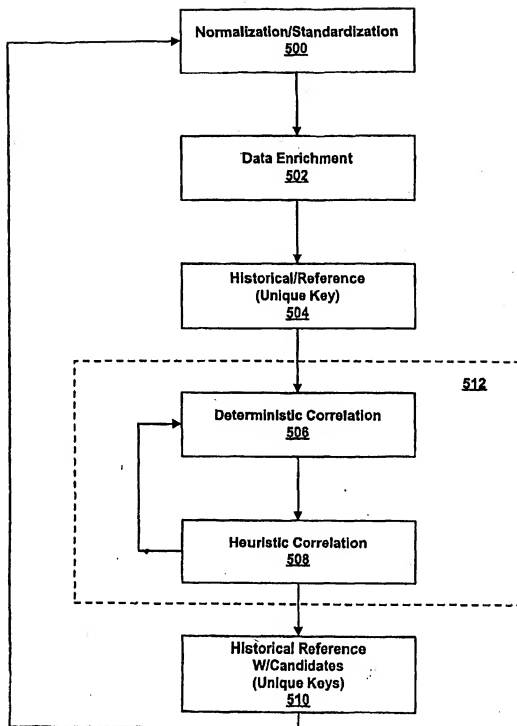 Normalization/Standardization
500
Data Enrichment
502
Historical/Reference
(Unique Key)
504
512
Deterministic Correlation
506
Heuristic Correlation
508
Historical Reference
W/Candidates
(Unique Keys)
510